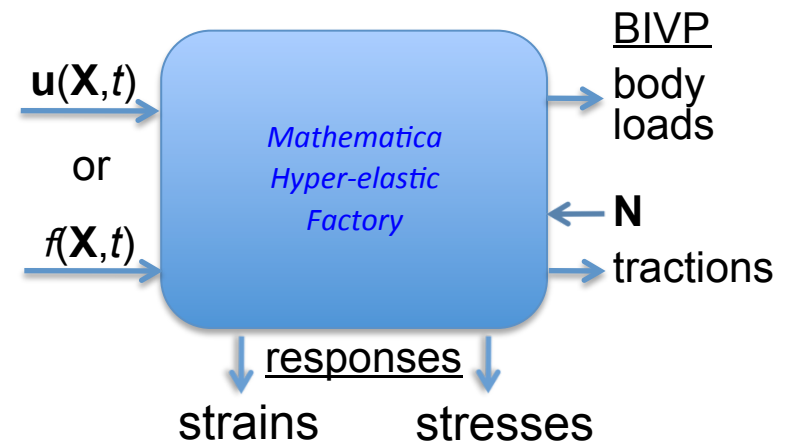 u(X,t)
or
f(X,t)
Mathematica
Hyper-elastic
Factory
BIVP
body
loads
N
tractions
responses
strains stresses